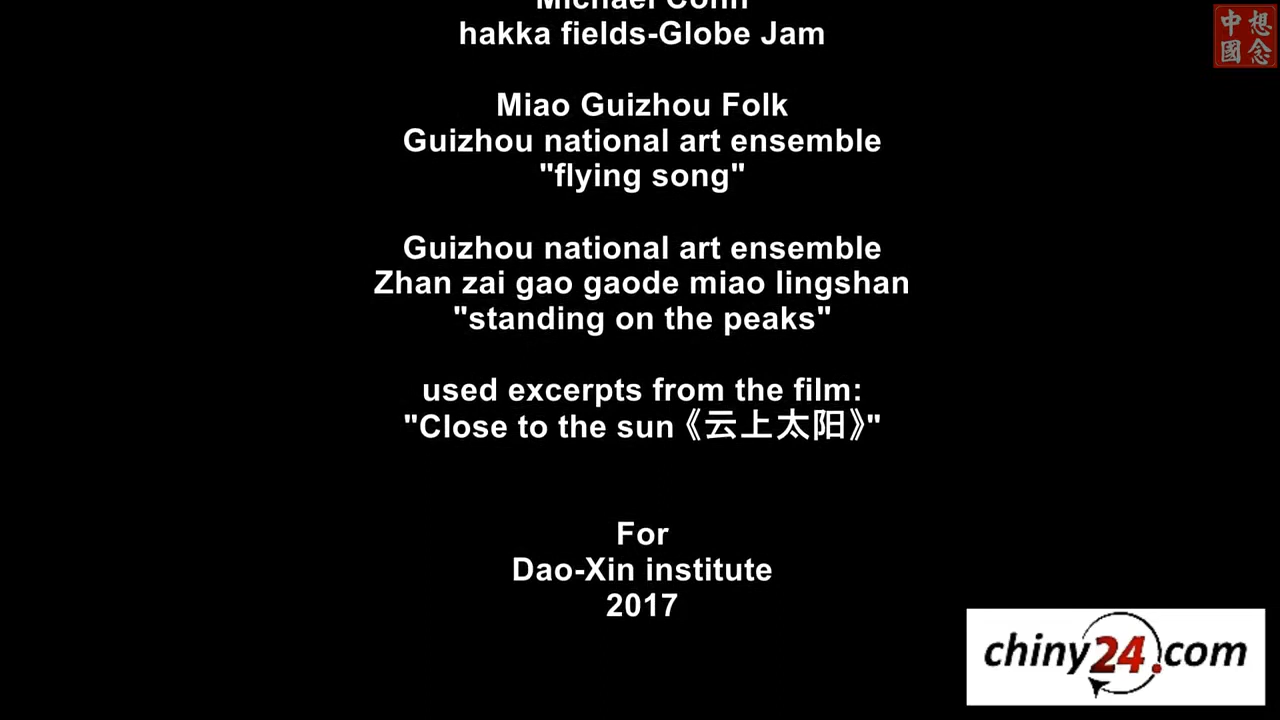 Michael Cohn
hakka fields-Globe Jam
Miao Guizhou Folk
Guizhou national art ensemble
"flying song"
Guizhou national art ensemble
Zhan zai gao gaode miao lingshan
"standing on the peaks"
used excerpts from the film:
"Close to the sun《云上太阳》"
For
Dao-Xin institute
2017
中國
想念
chiny24.com